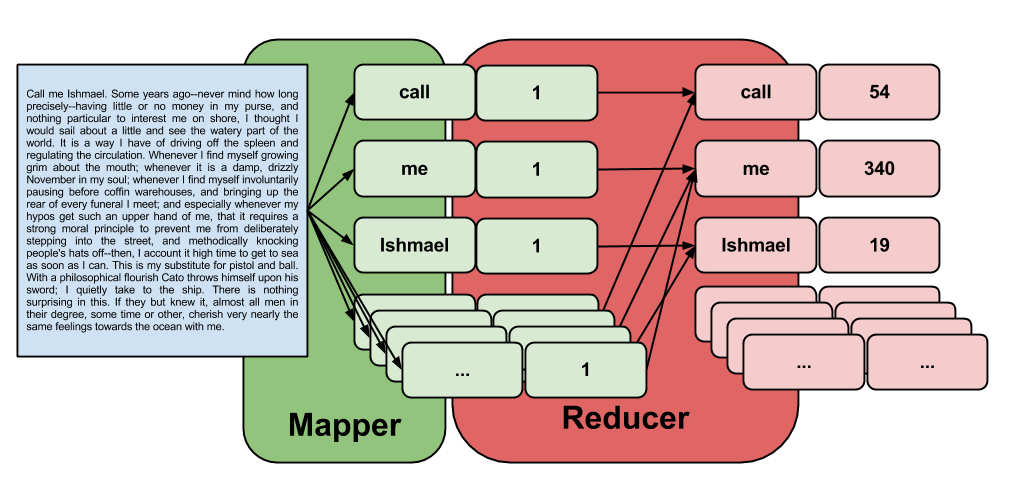 Call me Ishmael. Some years ago--never mind how long
precisely--having little or no money in my purse, and
nothing particular to interest me on shore, I thought I
would sail about a little and see the watery part of the
world. It is a way I have of driving off the spleen and
regulating the circulation. Whenever I find myself growing
grim about the mouth; whenever it is a damp, drizzly
November in my soul; whenever I find myself involuntarily
pausing before coffin warehouses, and bringing up the
rear of every funeral I meet; and especially whenever my
hypos get such an upper hand of me, that it requires a
strong moral principle to prevent me from deliberately
stepping into the street, and methodically knocking
people's hats off--then, I account it high time to get to sea
as soon as I can. This is my substitute for pistol and ball.
With a philosophical flourish Cato throws himself upon his
sword; I quietly take to the ship. There is nothing
surprising in this. If they but knew it, almost all men in
their degree, some time or other, cherish very nearly the
same feelings towards the ocean with me.
call 1
me 1
Ishmael 1
... 1
Mapper
Reducer
call 54
me 340
Ishmael 19
... ...